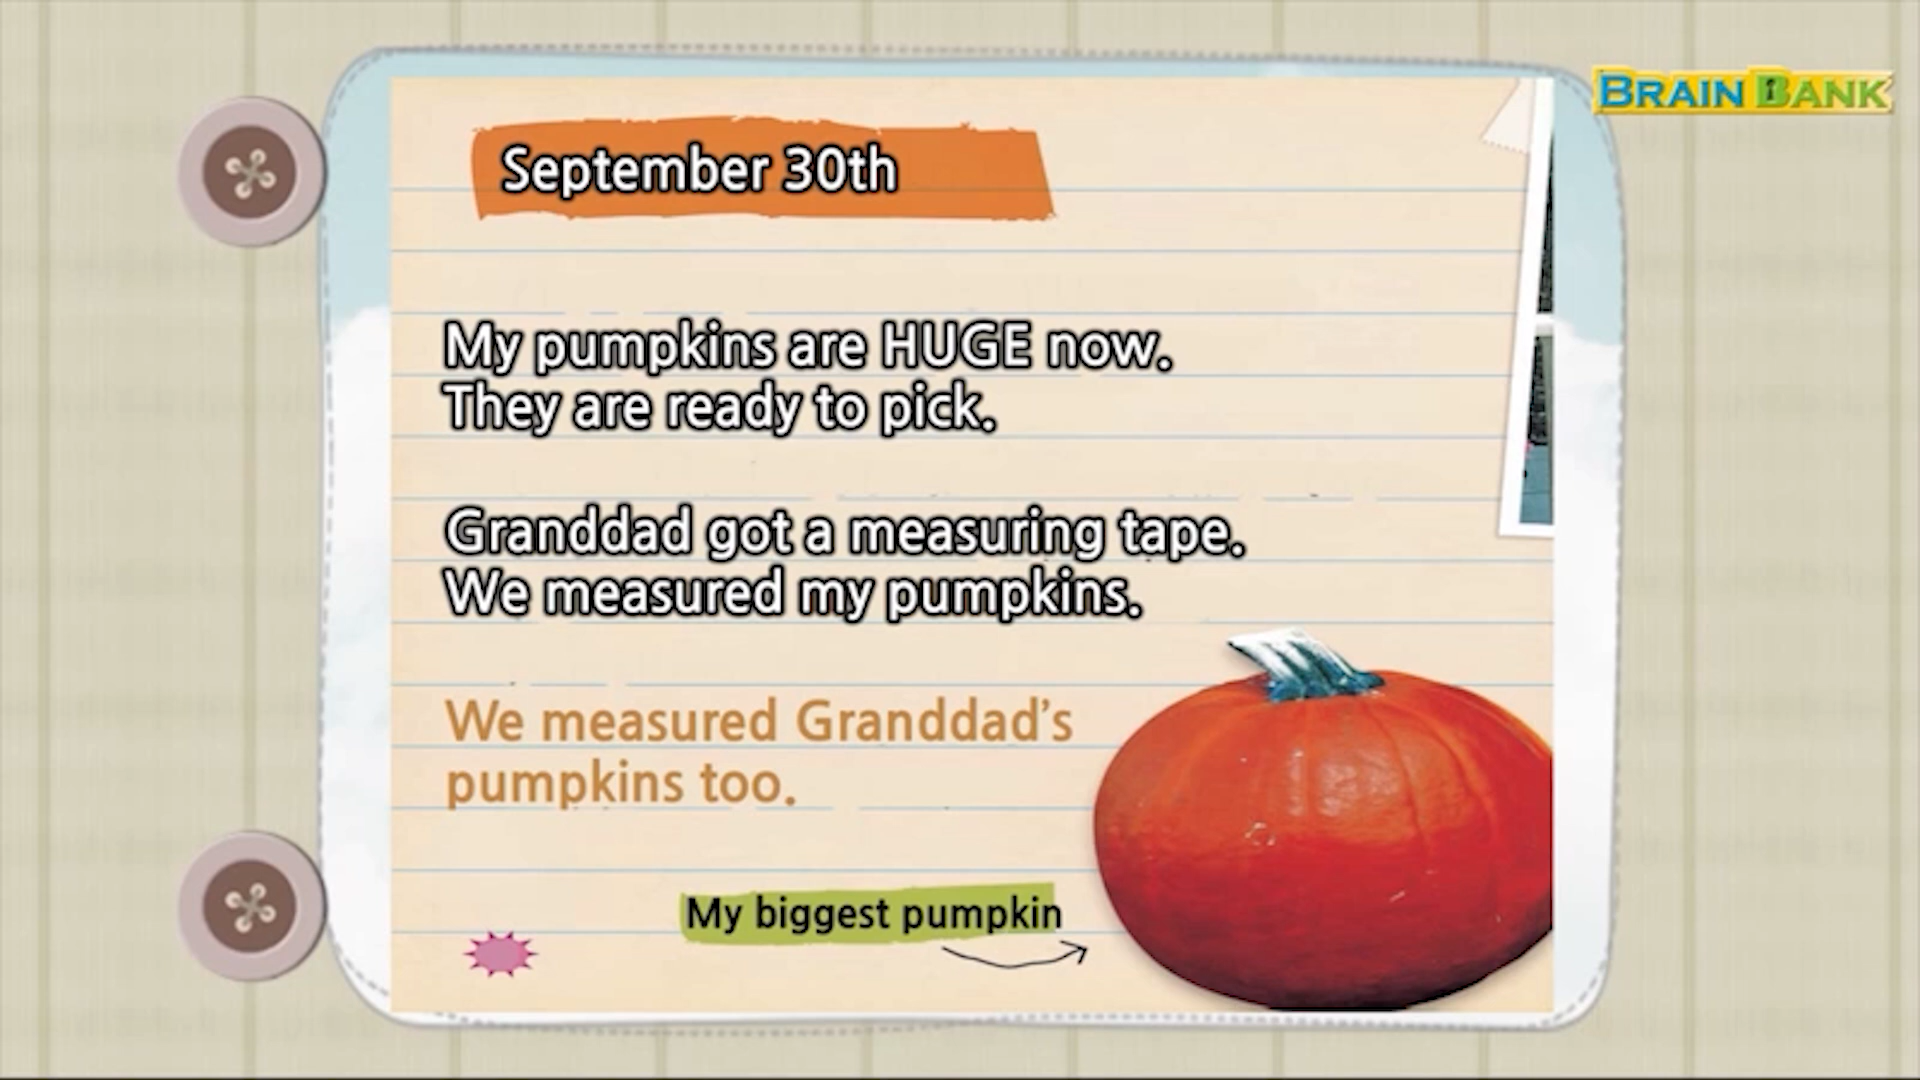 BRAIN BANK
September 30th
My pumpkins are HUGE now.
They are ready to pick.
Granddad got a measuring tape.
We measured my pumpkins.
We measured Granddad's
pumpkins too.
My biggest pumpkin